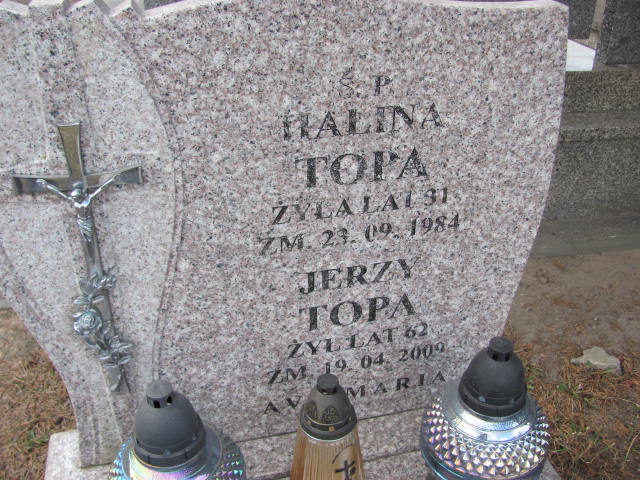 Ś. P.
HALINA
TOPA
ŻYŁA LAT 31
ZM. 23. 09. 1984
JERZY
TOPA
ŻYŁ LAT 62
ZM. 19. 04. 2009
AVE MARIA